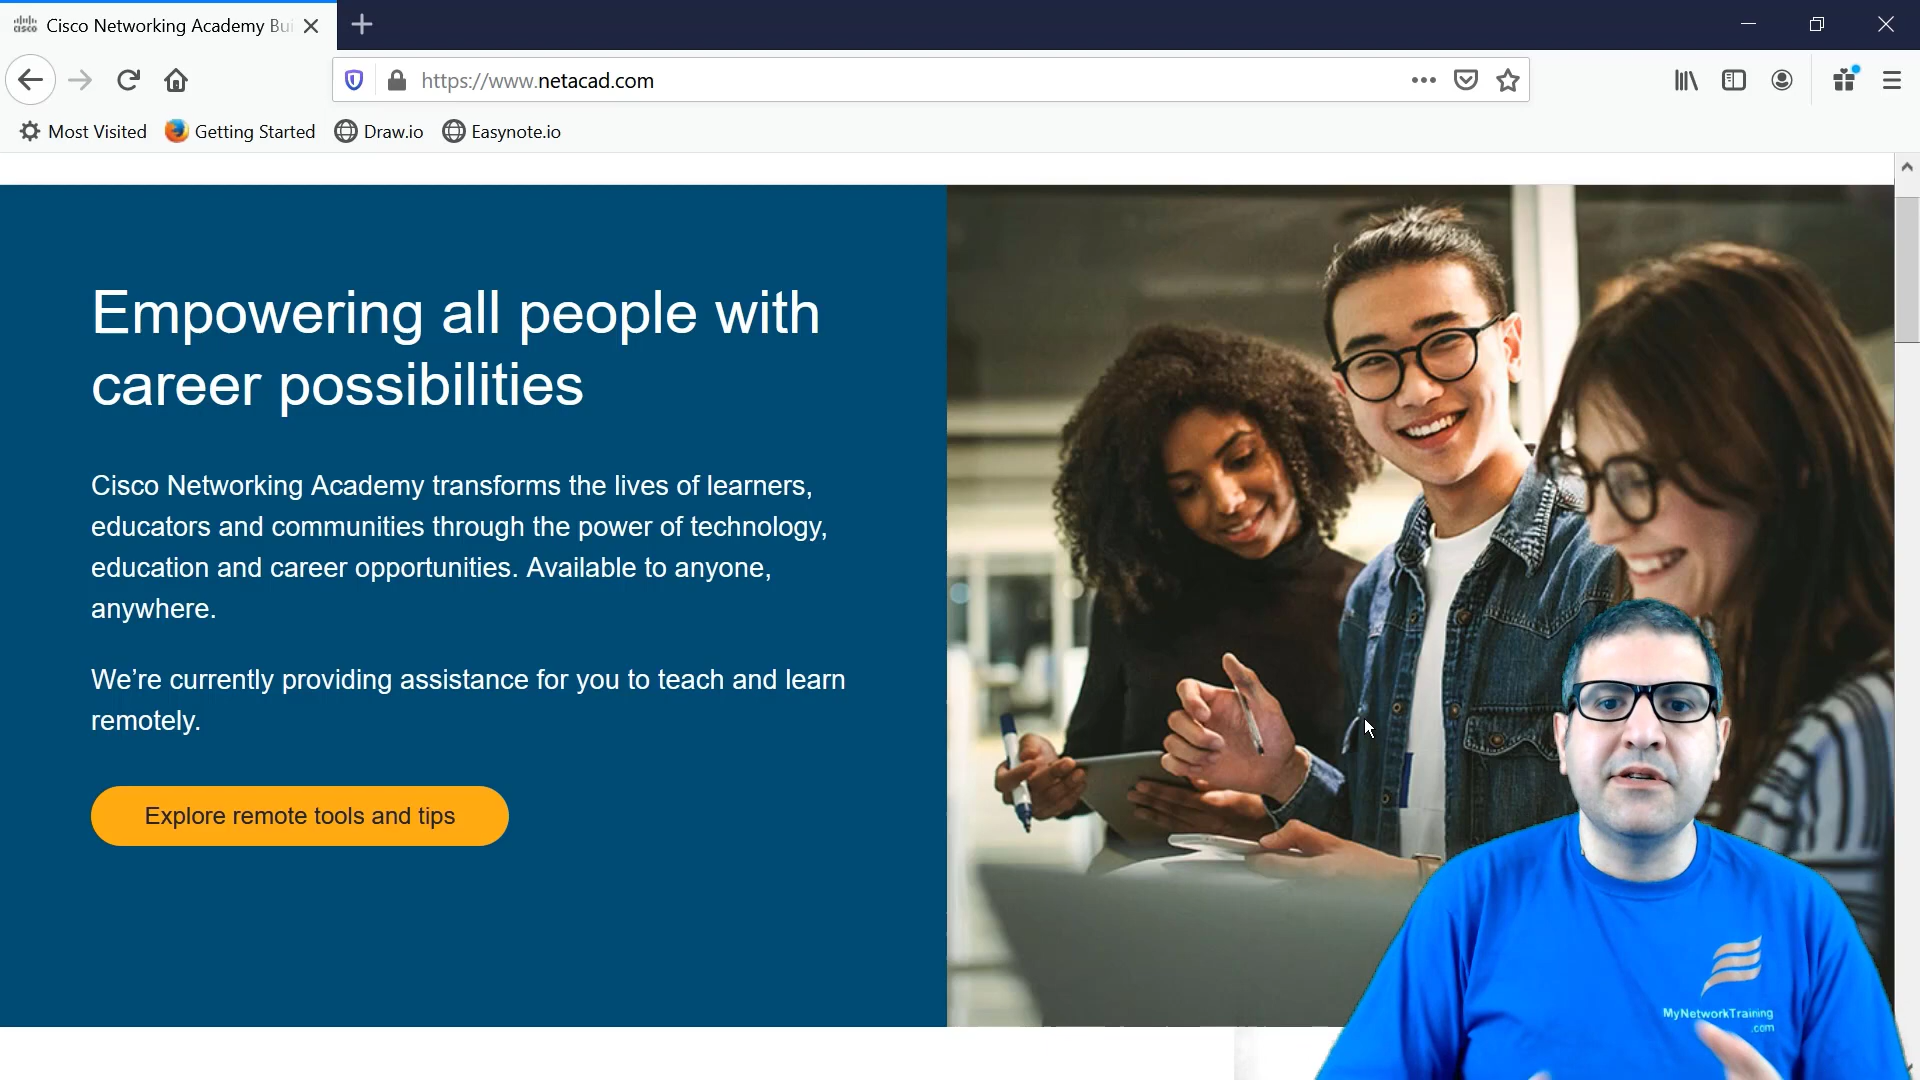 cisco
Cisco Networking Academy Bui
https://www.netacad.com
Most Visited
Getting Started
Draw.io
Easynote.io
Empowering all people with
career possibilities
Cisco Networking Academy transforms the lives of learners,
educators and communities through the power of technology,
education and career opportunities. Available to anyone,
anywhere.
We’re currently providing assistance for you to teach and learn
remotely.
Explore remote tools and tips
MyNetworkTraining
.com